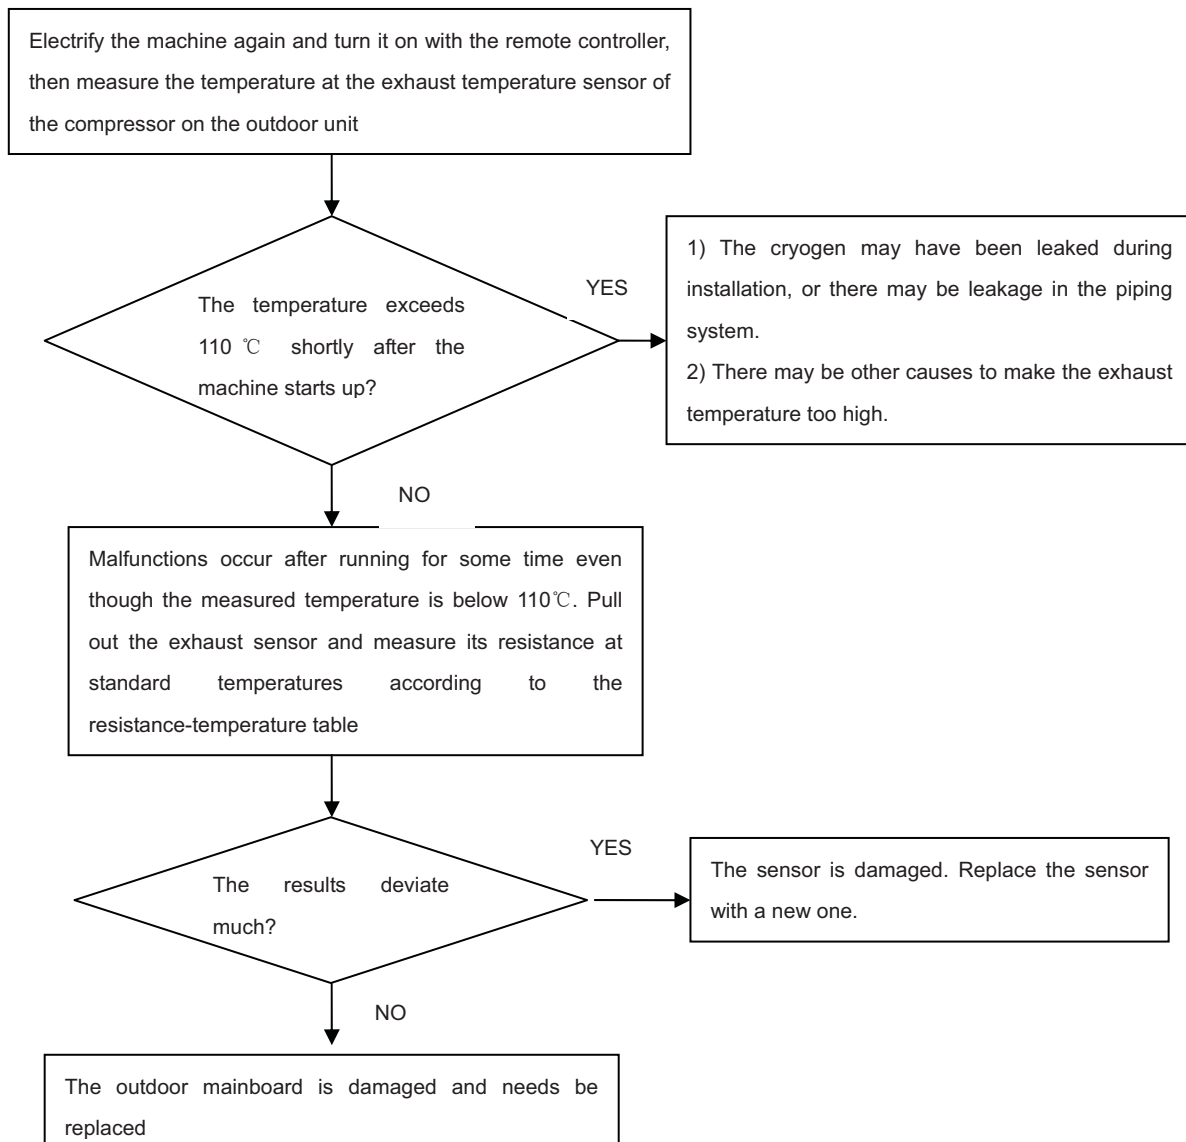 Electrify the machine again and turn it on with the remote controller,
then measure the temperature at the exhaust temperature sensor of
the compressor on the outdoor unit
The temperature exceeds
110 ℃ shortly after the
machine starts up?
YES
1) The cryogen may have been leaked during
installation, or there may be leakage in the piping
system.
2) There may be other causes to make the exhaust
temperature too high.
NO
Malfunctions occur after running for some time even
though the measured temperature is below 110℃. Pull
out the exhaust sensor and measure its resistance at
standard temperatures according to the
resistance-temperature table
The results deviate
much?
YES
The sensor is damaged. Replace the sensor
with a new one.
NO
The outdoor mainboard is damaged and needs be
replaced